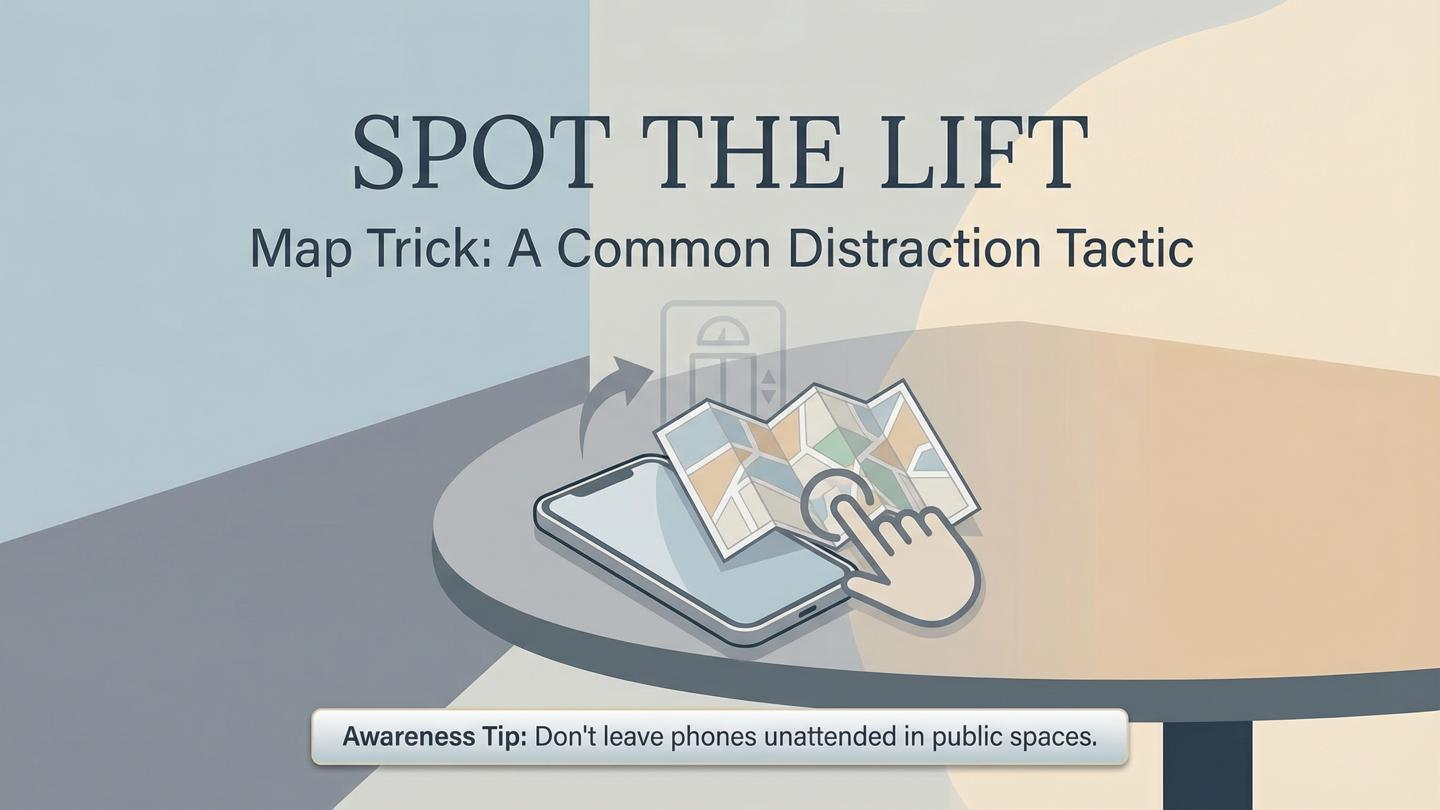 SPOT THE LIFT
Map Trick: A Common Distraction Tactic
Awareness Tip: Don't leave phones unattended in public spaces.